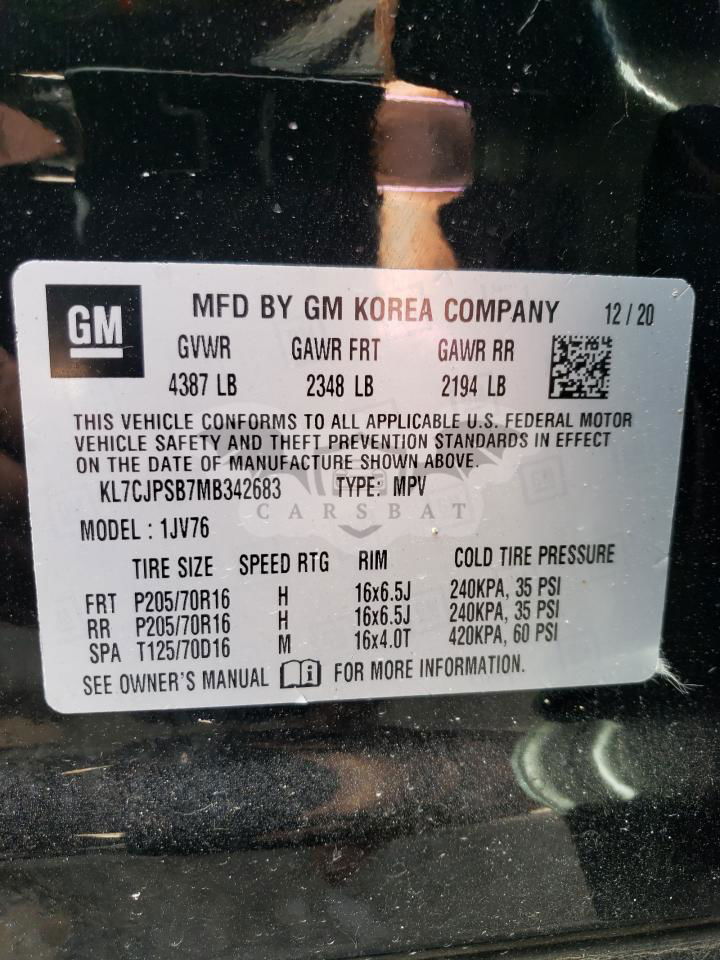 GM
MFD BY GM KOREA COMPANY 12/20
GVWR GAWR FRT GAWR RR
4387 LB 2348 LB 2194 LB
THIS VEHICLE CONFORMS TO ALL APPLICABLE U.S. FEDERAL MOTOR
VEHICLE SAFETY AND THEFT PREVENTION STANDARDS IN EFFECT
ON THE DATE OF MANUFACTURE SHOWN ABOVE.
KL7CJPSB7MB342683 TYPE: MPV
CARSBAT
MODEL : 1JV76
TIRE SIZE SPEED RTG RIM COLD TIRE PRESSURE
FRT P205/70R16 H 16x6.5J 240KPA, 35 PSI
RR P205/70R16 H 16x6.5J 240KPA, 35 PSI
SPA T125/70D16 M 16x4.0T 420KPA, 60 PSI
SEE OWNER'S MANUAL FOR MORE INFORMATION.